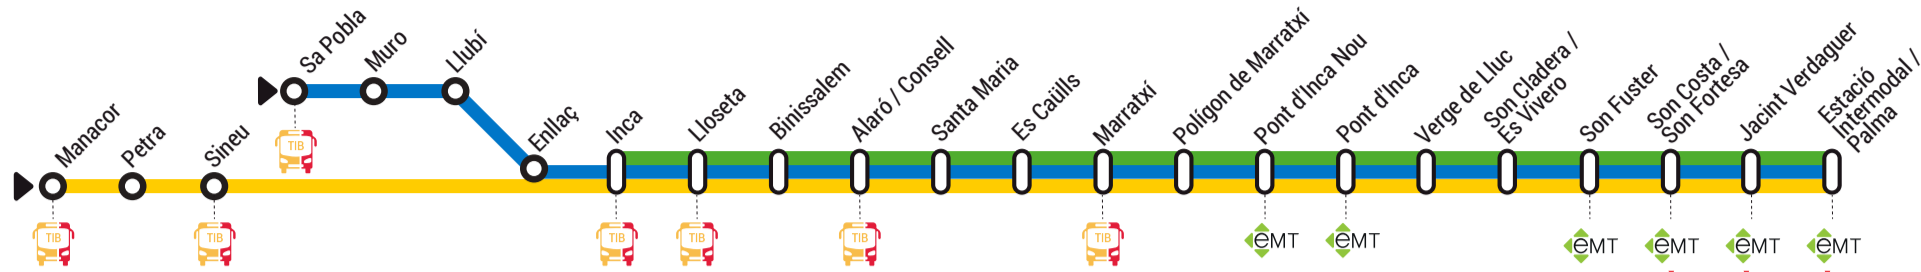 Sa Pobla
Muro
Llubí
Manacor
Petra
Sineu
Enllaç
Inca
Lloseta
Binissalem
Alaró / Consell
Santa Maria
Es Caülls
Marratxí
Polígon de Marratxí
Pont d'Inca Nou
Pont d'Inca
Verge de Lluc
Son Cladera /
Es Vivero
Son Fuster
Son Costa /
Son Fortesa
Jacint Verdaguer
Estació
Intermodal /
Palma
TIB
TIB
TIB
TIB
TIB
TIB
TIB
eMT
eMT
eMT
eMT
eMT
eMT